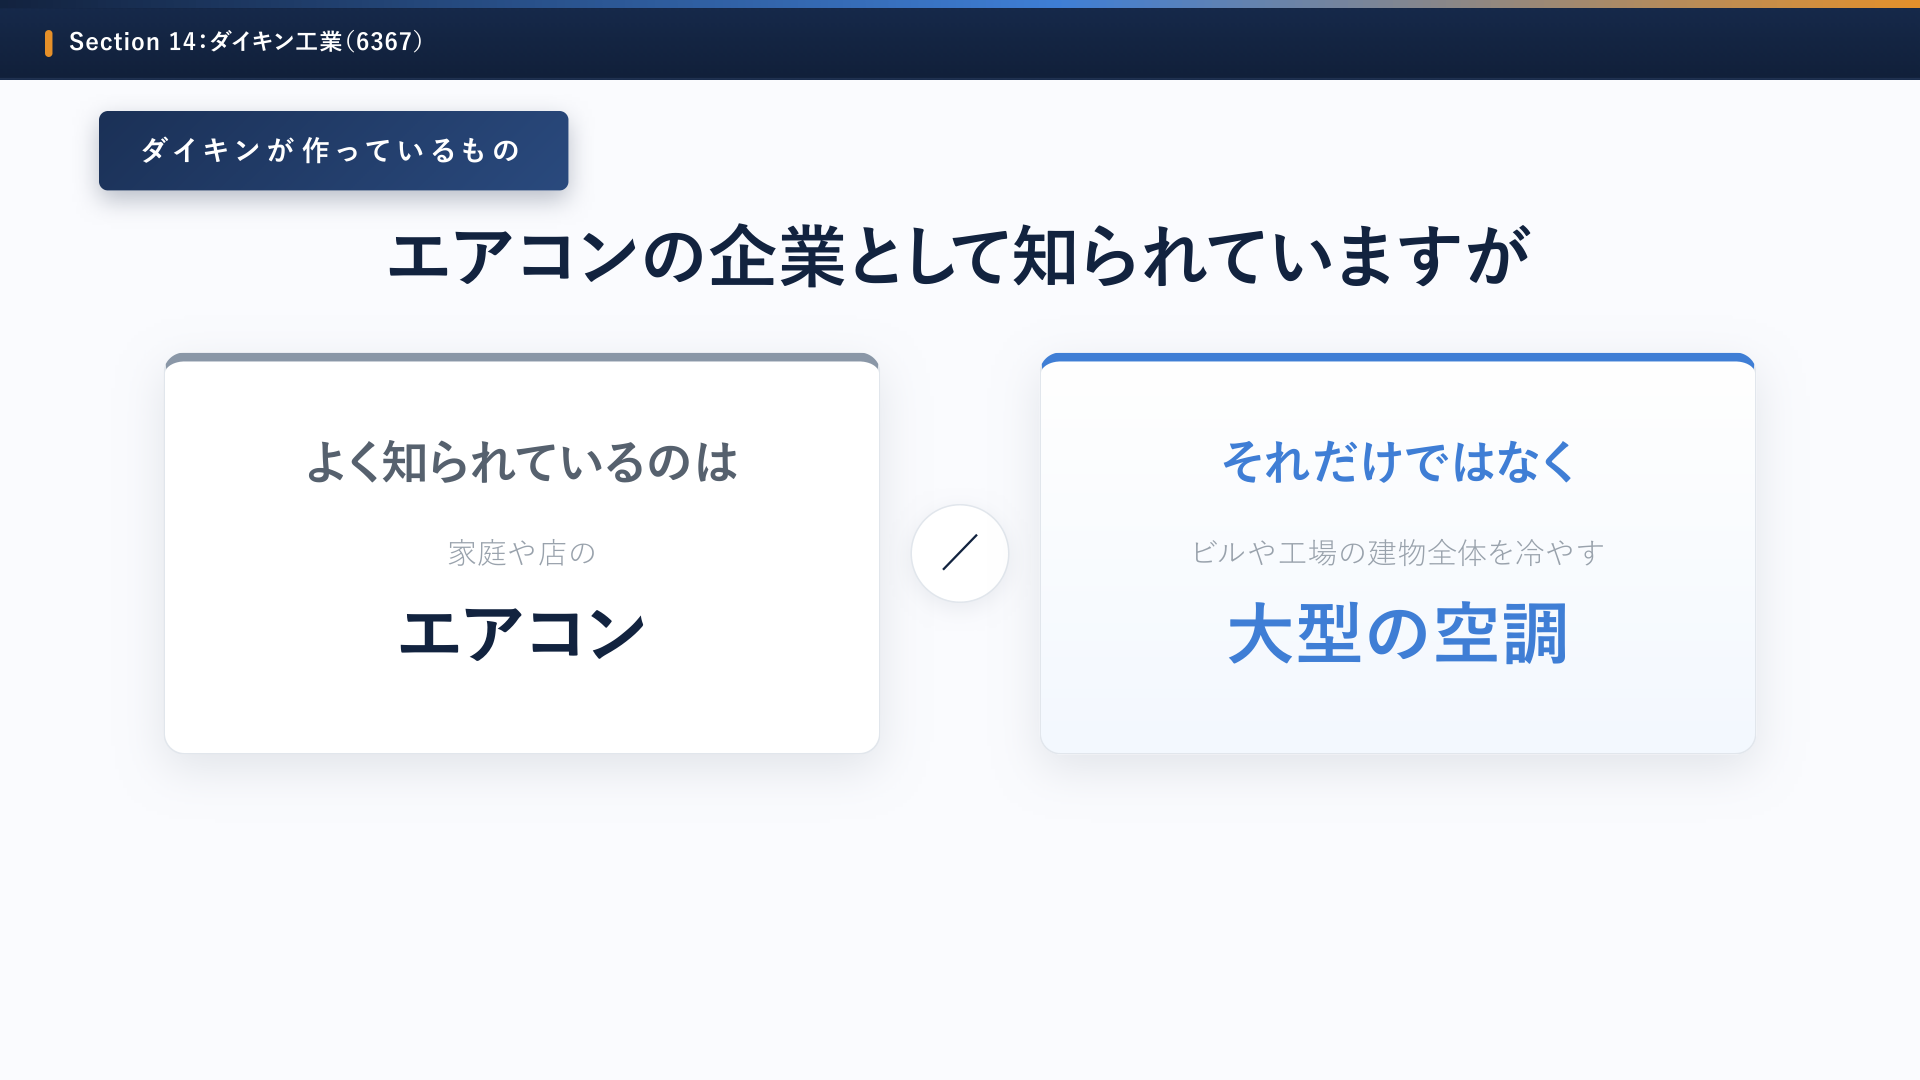 Section 14：ダイキン工業（6367）
ダイキンが作っているもの
エアコンの企業として知られていますが
よく知られているのは
家庭や店の
エアコン
／
それだけではなく
ビルや工場の建物全体を冷やす
大型の空調